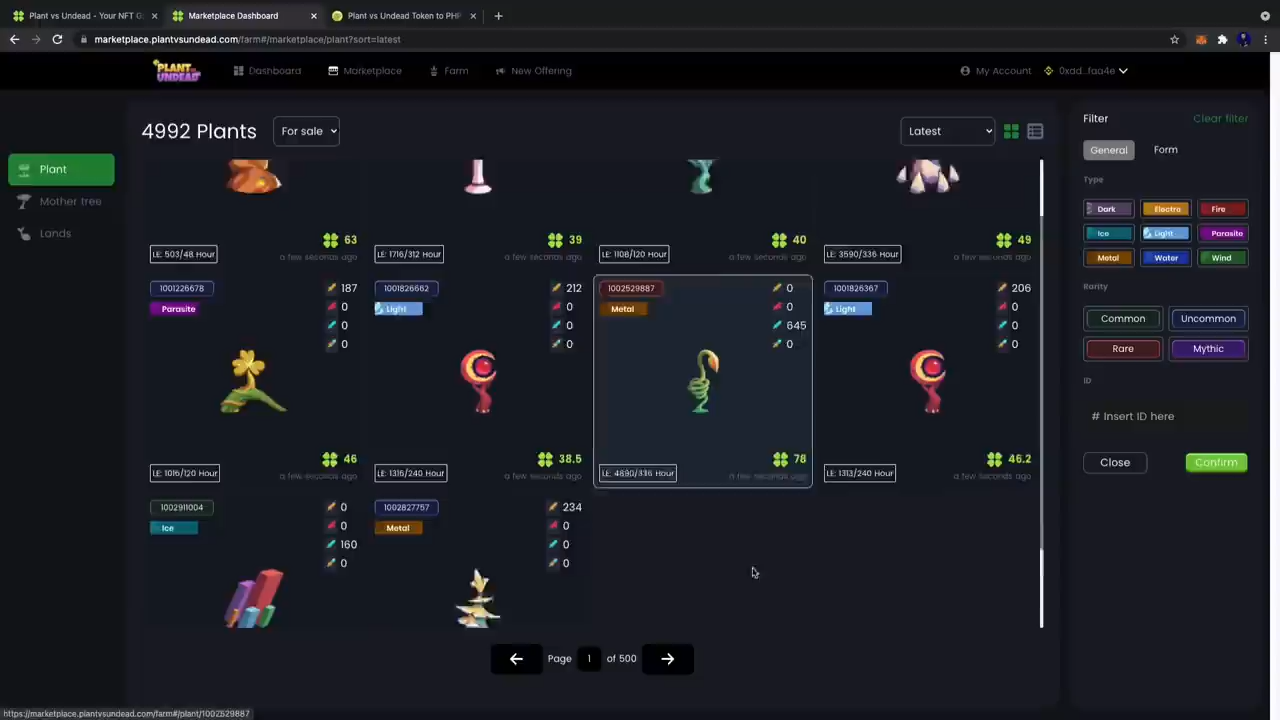 Plant vs Undead - Your NFT G
Marketplace Dashboard
Plant vs Undead Token to PHP
marketplace.plantvsundead.com/farm#/marketplace/plant?sort=latest
PLANT UNDEAD
Dashboard
Marketplace
Farm
New Offering
My Account
0xdd...faa4e
4992 Plants
For sale
Latest
Plant
Mother tree
Lands
63
LE: 503/48 Hour
a few seconds ago
39
LE: 1716/312 Hour
a few seconds ago
40
LE: 1108/120 Hour
a few seconds ago
49
LE: 3590/336 Hour
a few seconds ago
1001226678
Parasite
187
0
0
0
46
LE: 1016/120 Hour
a few seconds ago
1001826662
Light
212
0
0
0
38.5
LE: 1316/240 Hour
a few seconds ago
1002529887
Metal
0
0
645
0
78
LE: 4890/336 Hour
a few seconds ago
1001826367
Light
206
0
0
0
46.2
LE: 1313/240 Hour
a few seconds ago
1002911004
Ice
0
0
160
0
1002827757
Metal
234
0
0
0
Page 1 of 500
Filter
Clear filter
General
Form
Type
Dark
Electro
Fire
Ice
Light
Parasite
Metal
Water
Wind
Rarity
Common
Uncommon
Rare
Mythic
ID
# Insert ID here
Close
Confirm
https://marketplace.plantvsundead.com/farm#/plant/1002529887